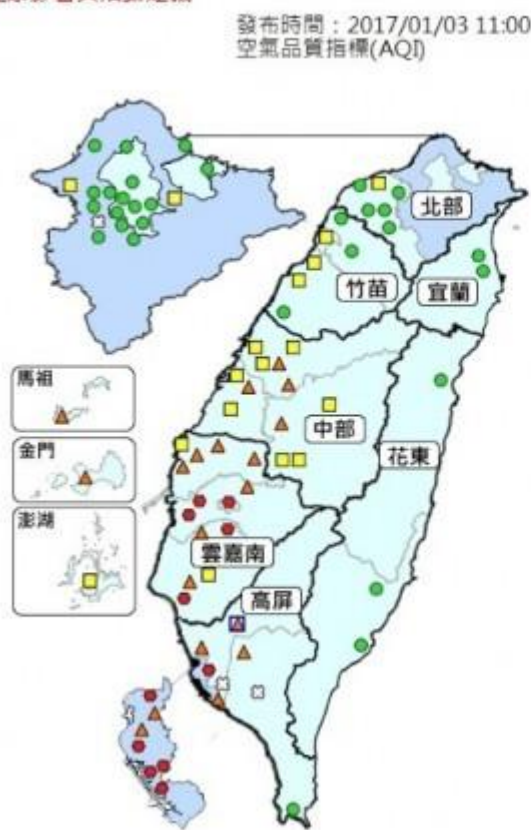 發布時間：2017/01/03 11:00
空氣品質指標(AQI)
北部
竹苗
宜蘭
馬祖
中部
花東
金門
澎湖
雲嘉南
高屏